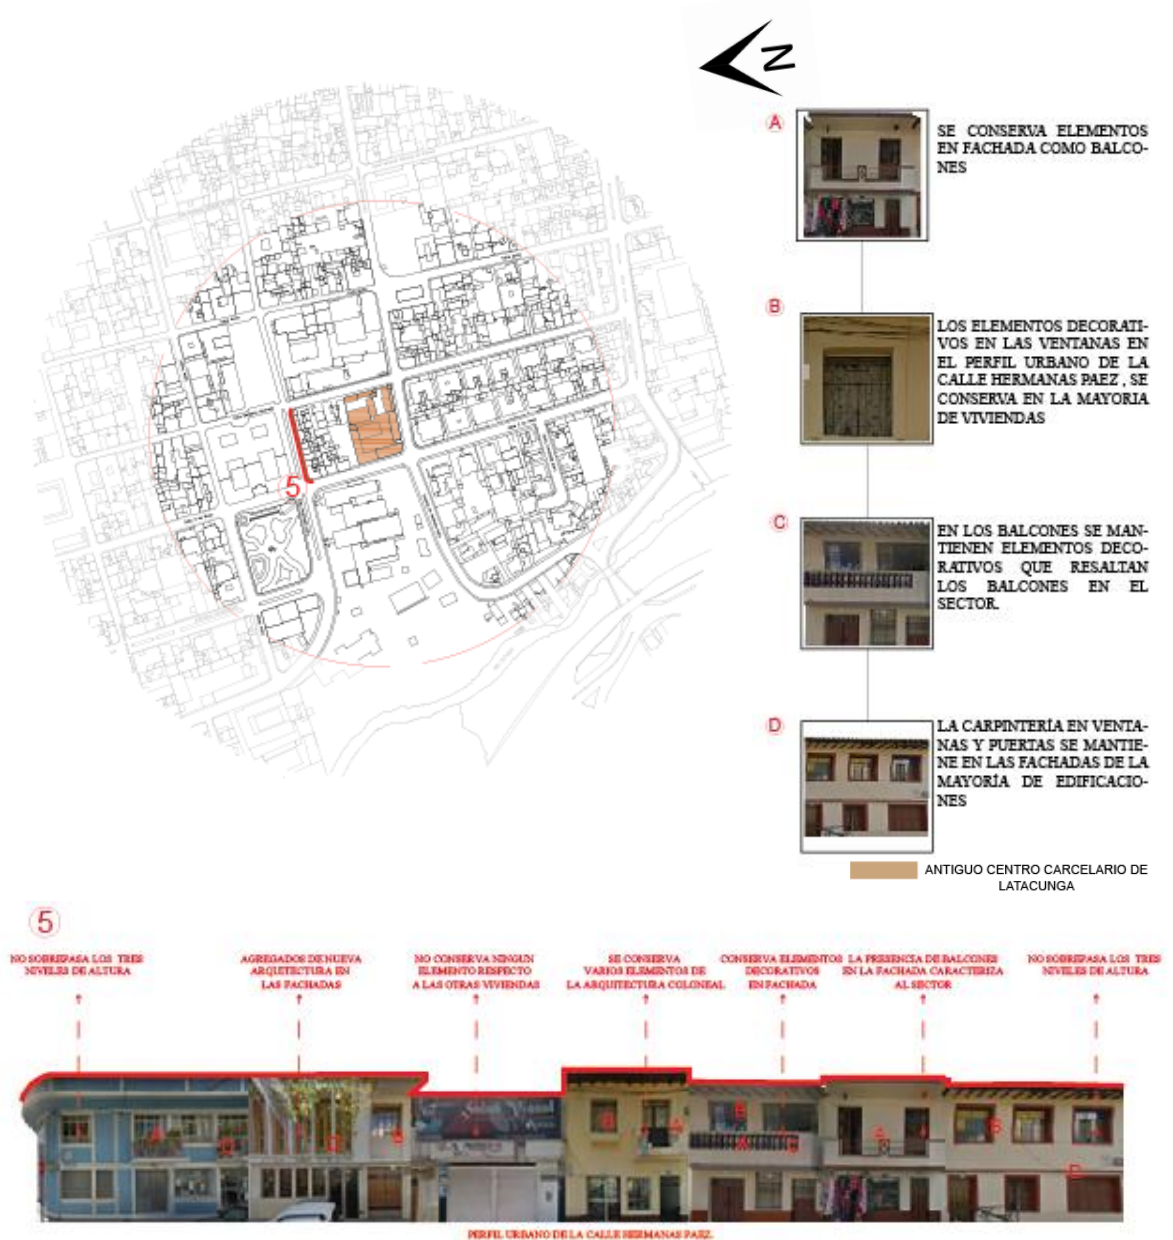 N
A
SE CONSERVA ELEMENTOS
EN FACHADA COMO BALCO-
NES
B
LOS ELEMENTOS DECORATI-
VOS EN LAS VENTANAS EN
EL PERFIL URBANO DE LA
CALLE HERMANAS PAEZ , SE
CONSERVA EN LA MAYORIA
DE VIVIENDAS
C
EN LOS BALCONES SE MAN-
TIENEN ELEMENTOS DECO-
RATIVOS QUE RESALTAN
LOS BALCONES EN EL
SECTOR.
D
LA CARPINTERÍA EN VENTA-
NAS Y PUERTAS SE MANTIE-
NE EN LAS FACHADAS DE LA
MAYORÍA DE EDIFICACIO-
NES
ANTIGUO CENTRO CARCELARIO DE
LATACUNGA
5
5
NO SOBREPASA LOS TRES
NIVELES DE ALTURA
AGREGADOS DE NUEVA
ARQUITECTURA EN
LAS FACHADAS
NO CONSERVA NINGUN
ELEMENTO RESPECTO
A LAS OTRAS VIVIENDAS
SE CONSERVA
VARIOS ELEMENTOS DE
LA ARQUITECTURA COLONEAL
CONSERVA ELEMENTOS
DECORATIVOS
EN FACHADA
LA PRESENCIA DE BALCONES
EN LA FACHADA CARACTERIZA
AL SECTOR
NO SOBREPASA LOS TRES
NIVELES DE ALTURA
A
C
B
A
B
A
C
A
B
D
PERFIL URBANO DE LA CALLE HERMANAS PAEZ.